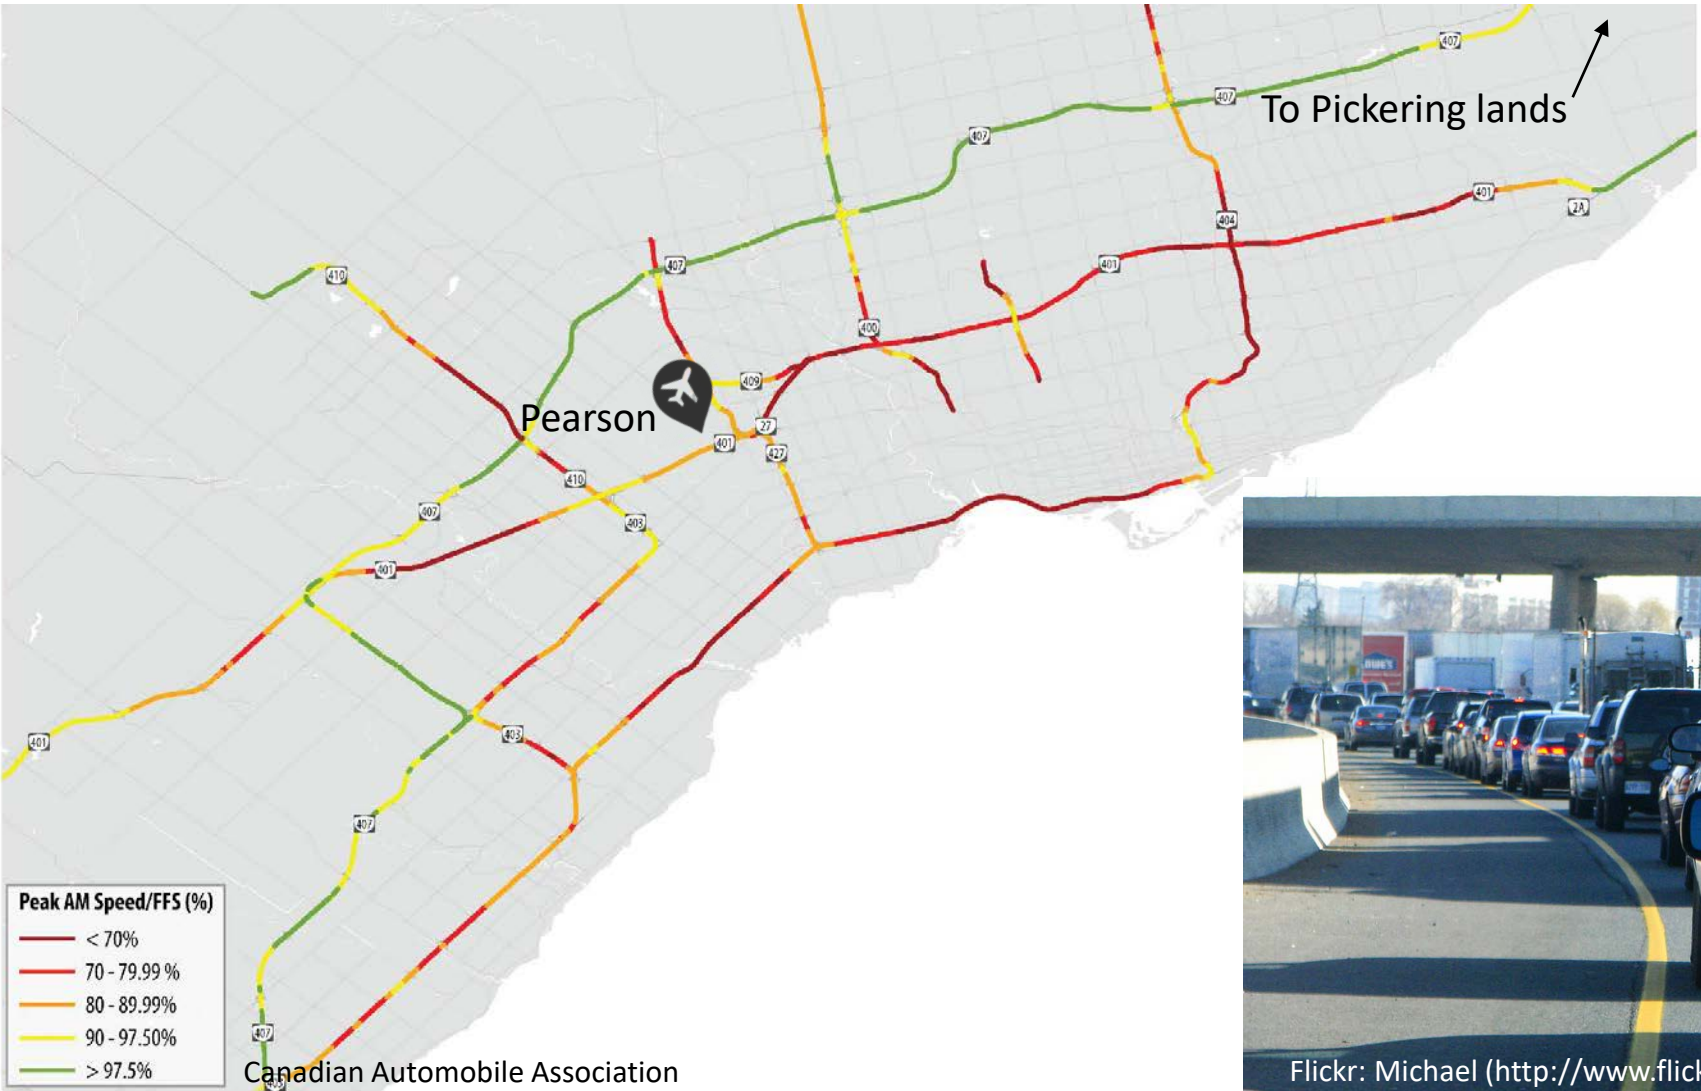 407
407
To Pickering lands
407
401
2A
404
410
407
401
400
409
Pearson
27
401
427
410
407
403
401
LOWE'S
403
401
407
Peak AM Speed/FFS (%)
< 70%
70 - 79.99 %
80 - 89.99%
90 - 97.50%
> 97.5%
407
403
Canadian Automobile Association
Flickr: Michael (http://www.flick